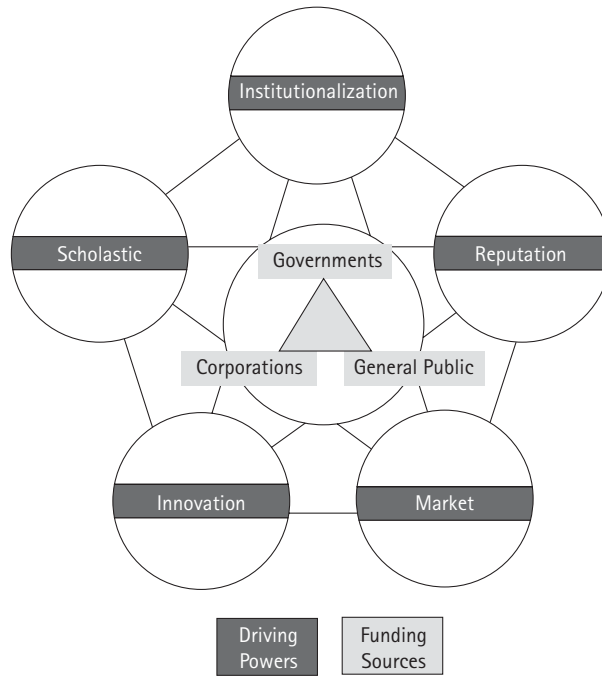 Institutionalization
Scholastic
Reputation
Governments
Corporations
General Public
Innovation
Market
Driving
Powers
Funding
Sources